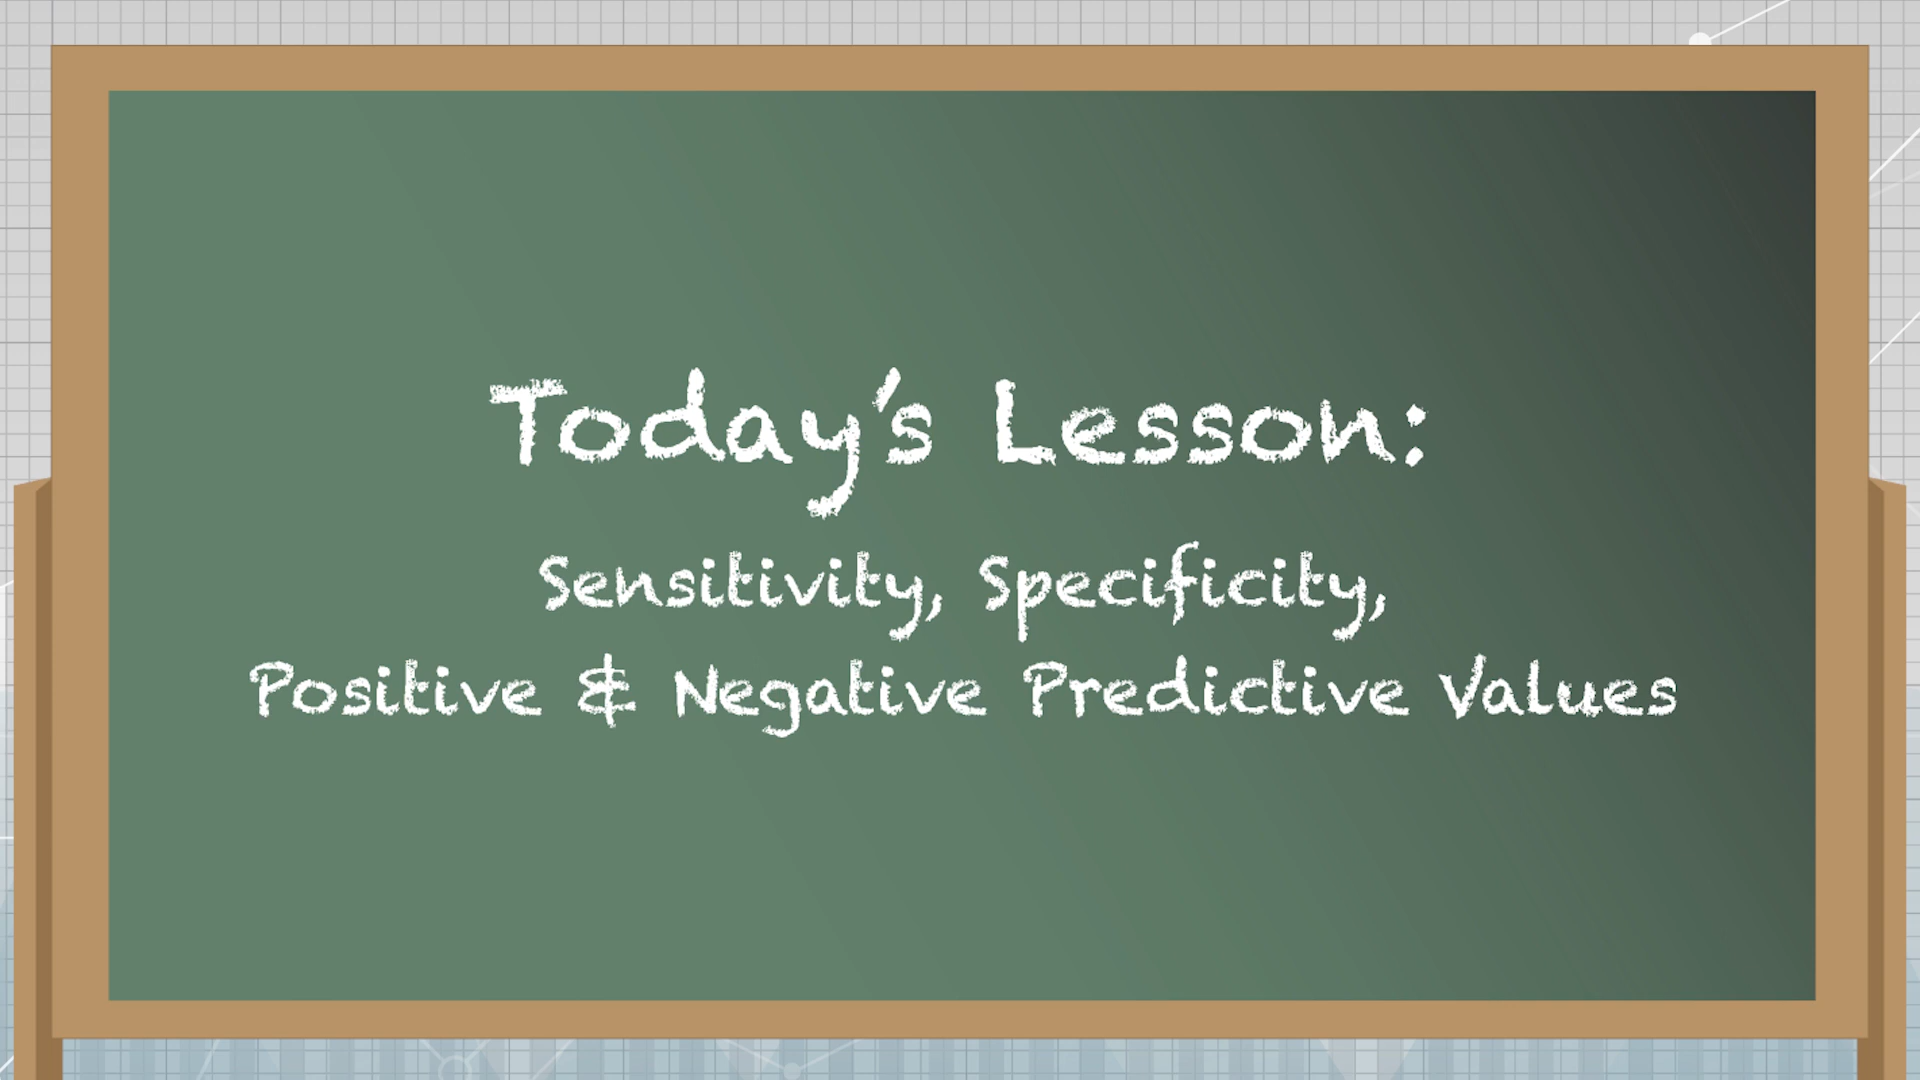 Today's Lesson:
Sensitivity, Specificity,
Positive & Negative Predictive Values